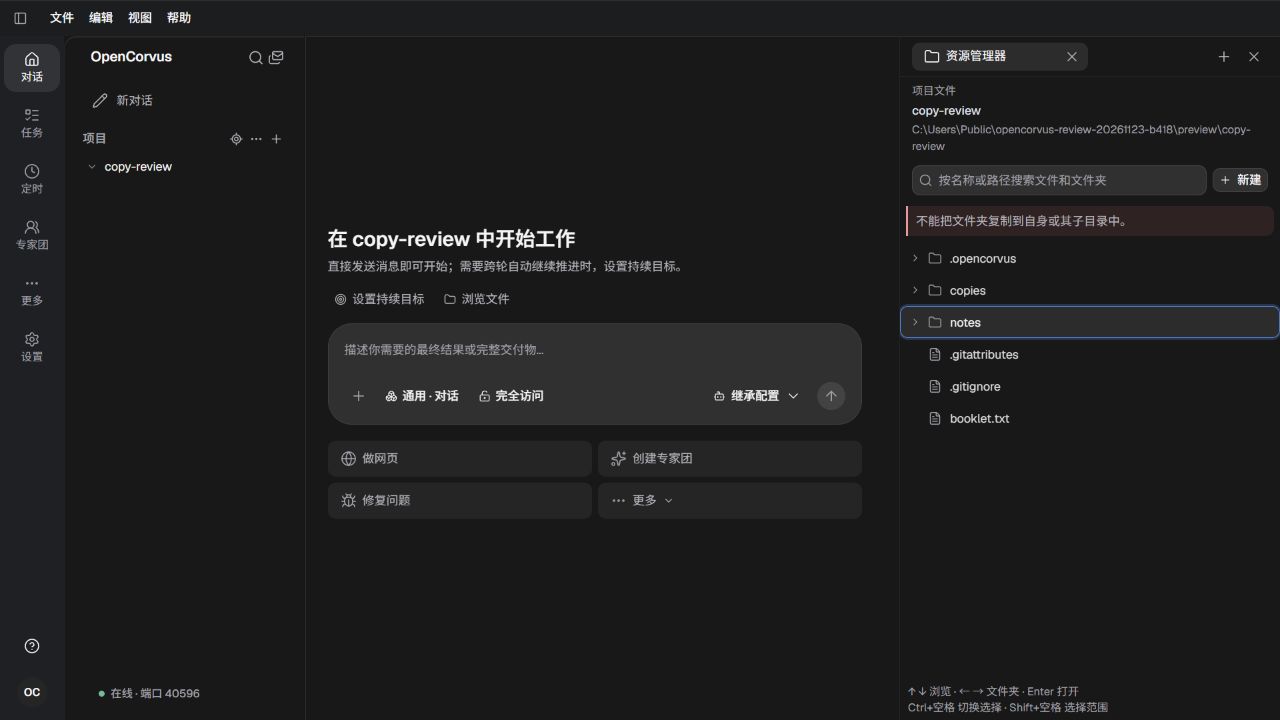 文件 编辑 视图 帮助
对话
任务
定时
专家团
更多
设置
OC
OpenCorvus
新对话
项目
copy-review
在线 · 端口 40596
在 copy-review 中开始工作
直接发送消息即可开始；需要跨轮自动继续推进时，设置持续目标。
设置持续目标 浏览文件
描述你需要的最终结果或完整交付物...
通用 · 对话 完全访问 继承配置
做网页 创建专家团
修复问题 更多
资源管理器
项目文件
copy-review
C:\Users\Public\opencorvus-review-20261123-b418\preview\copy-
review
按名称或路径搜索文件和文件夹 新建
不能把文件夹复制到自身或其子目录中。
.opencorvus
copies
notes
.gitattributes
.gitignore
booklet.txt
↑↓ 浏览 · ←→ 文件夹 · Enter 打开
Ctrl+空格 切换选择 · Shift+空格 选择范围